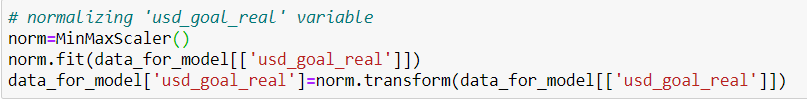 # normalizing 'usd_goal_real' variable
norm=MinMaxScaler()
norm.fit(data_for_model[['usd_goal_real']])
data_for_model['usd_goal_real']=norm.transform(data_for_model[['usd_goal_real']])